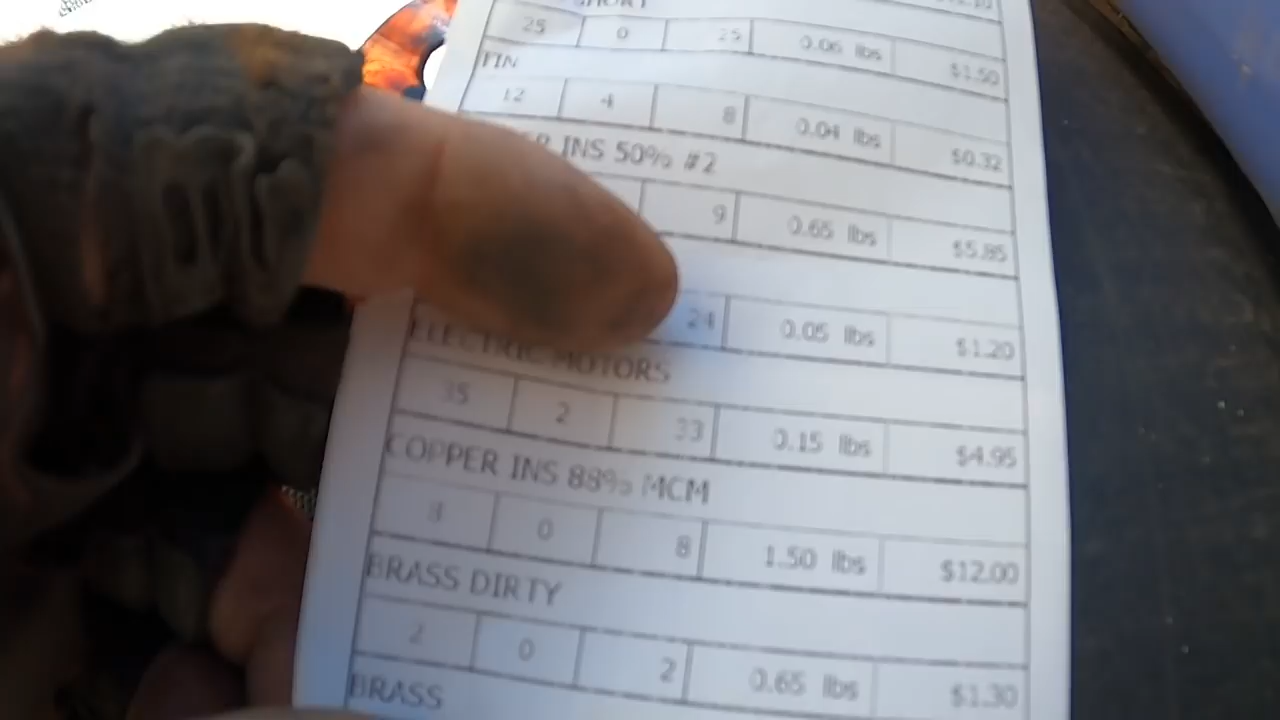 25 0 25 0.06 lbs $1.50
FIN
12 4 8 0.04 lbs $0.32
INS 50% #2
9 0.65 lbs $5.85
24 0.05 lbs $1.20
ELECTRIC MOTORS
35 2 33 0.15 lbs $4.95
COPPER INS 88% MCM
8 0 8 1.50 lbs $12.00
BRASS DIRTY
2 0 2 0.65 lbs $1.30
BRASS